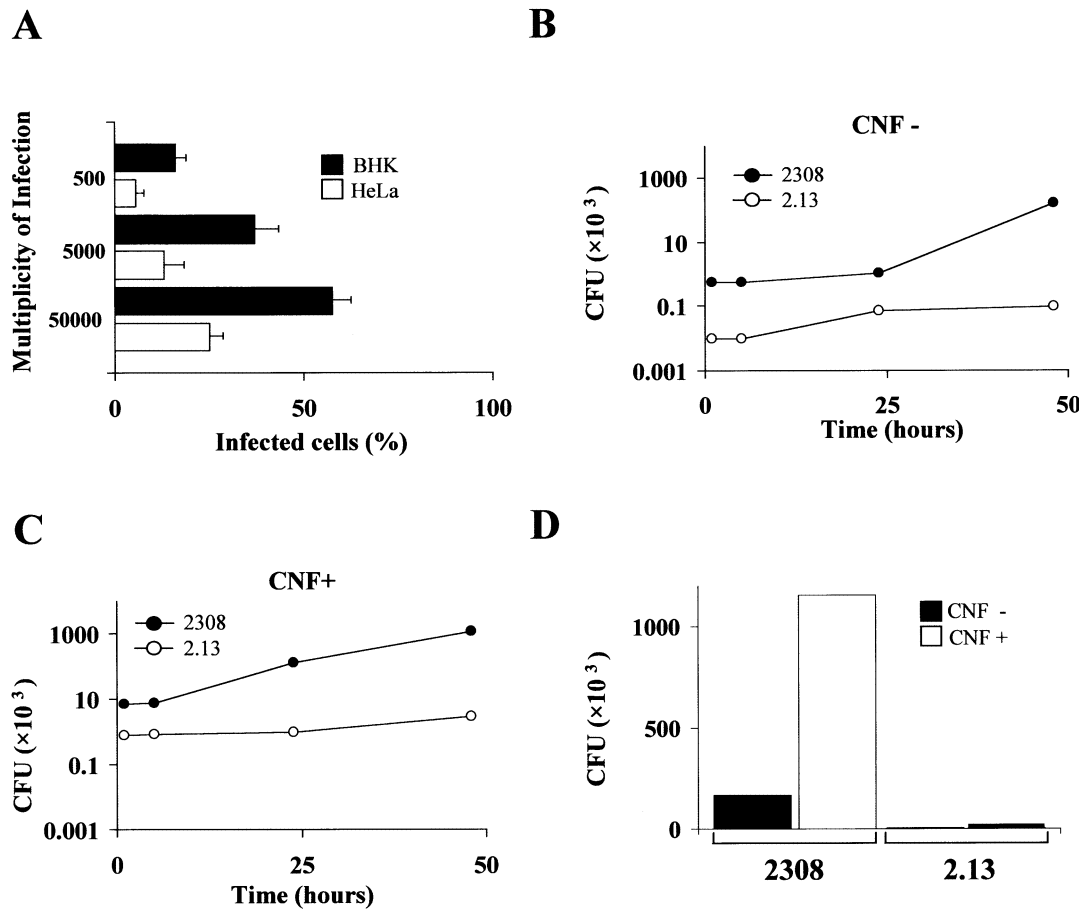 A
Multiplicity of Infection
500
5000
50000
BHK
HeLa
0
50
100
Infected cells (%)
B
CNF -
2308
2.13
CFU (×10 3 )
1000
10
0.1
0.001
0
25
50
Time (hours)
C
CNF+
2308
2.13
CFU (×10 3 )
1000
10
0.1
0.001
0
25
50
Time (hours)
D
CNF -
CNF +
CFU (×10 3 )
1000
500
0
2308
2.13